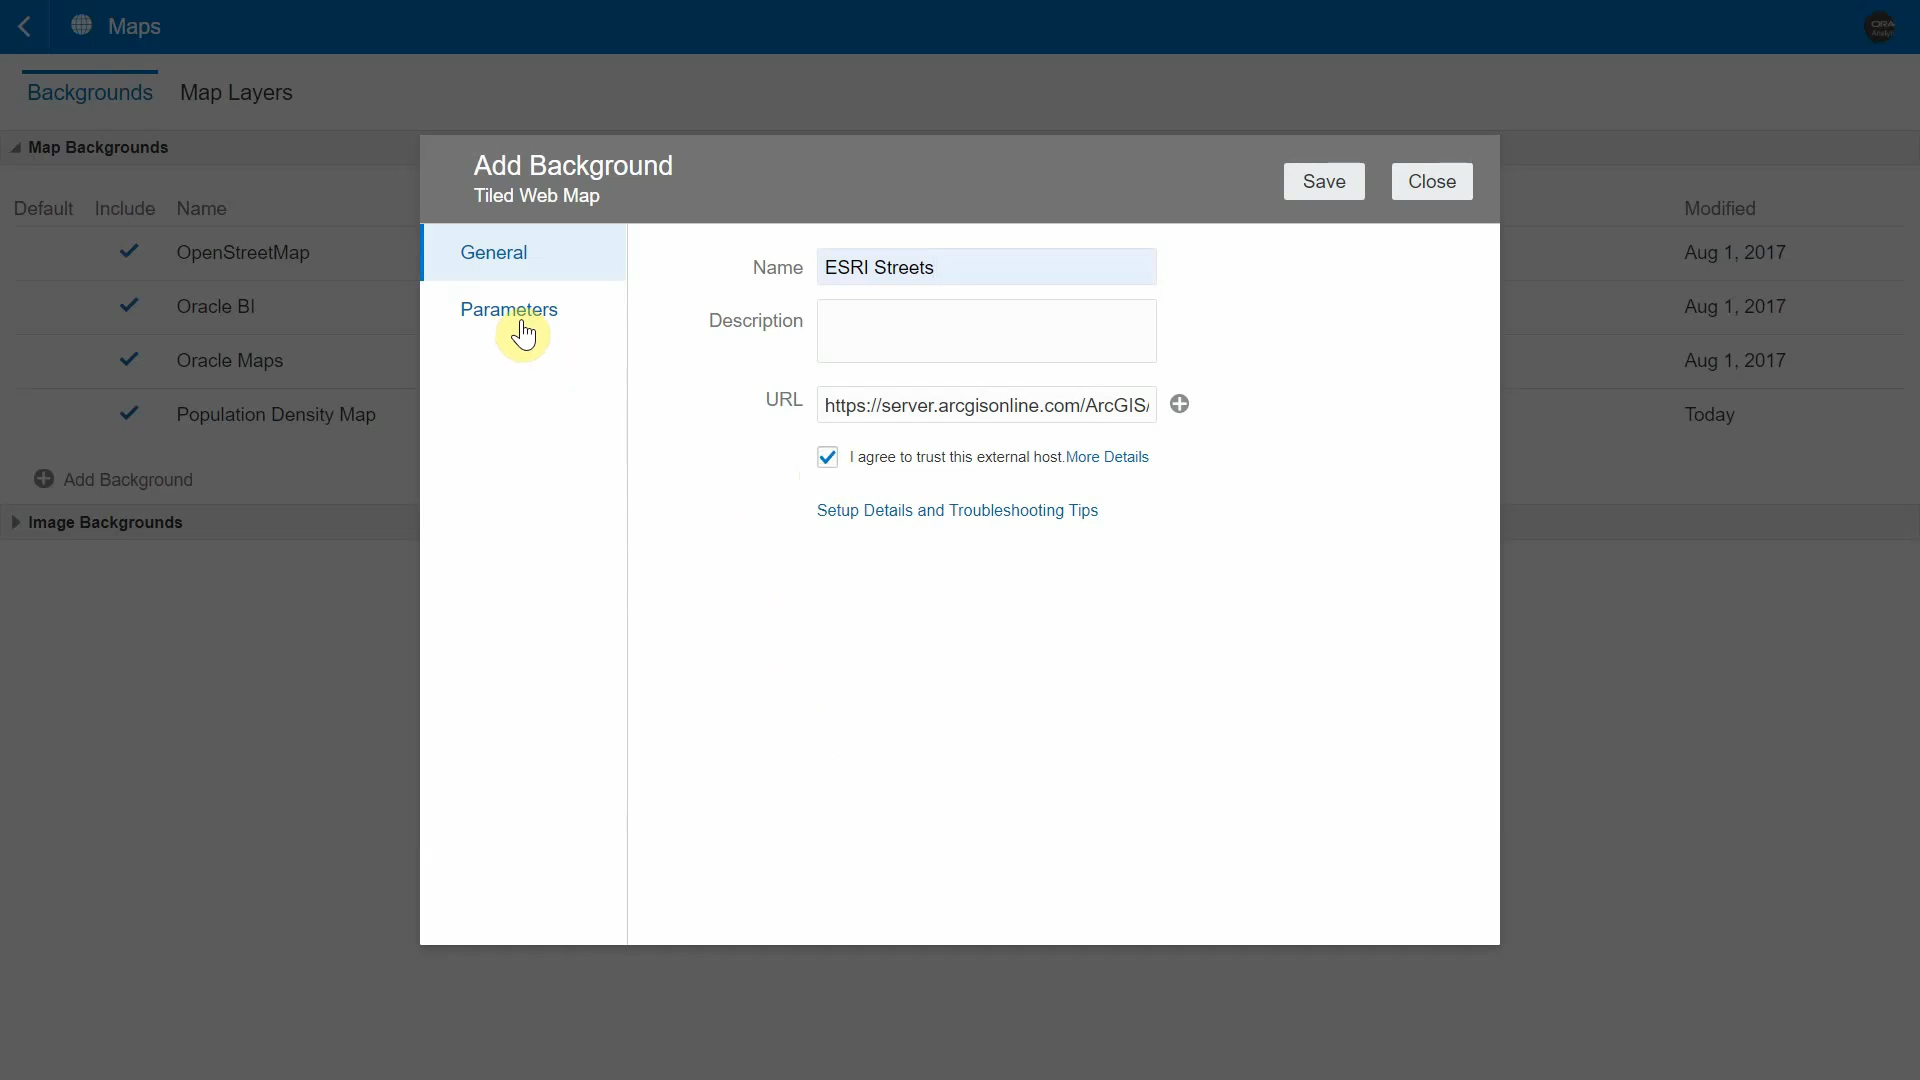 Maps
ORA
Analyti
Backgrounds Map Layers
Map Backgrounds
Default Include Name Modified
OpenStreetMap Aug 1, 2017
Oracle BI Aug 1, 2017
Oracle Maps Aug 1, 2017
Population Density Map Today
Add Background
Image Backgrounds
Add Background
Tiled Web Map
Save Close
General
Parameters
Name ESRI Streets
Description
URL https://server.arcgisonline.com/ArcGIS/
I agree to trust this external host.More Details
Setup Details and Troubleshooting Tips